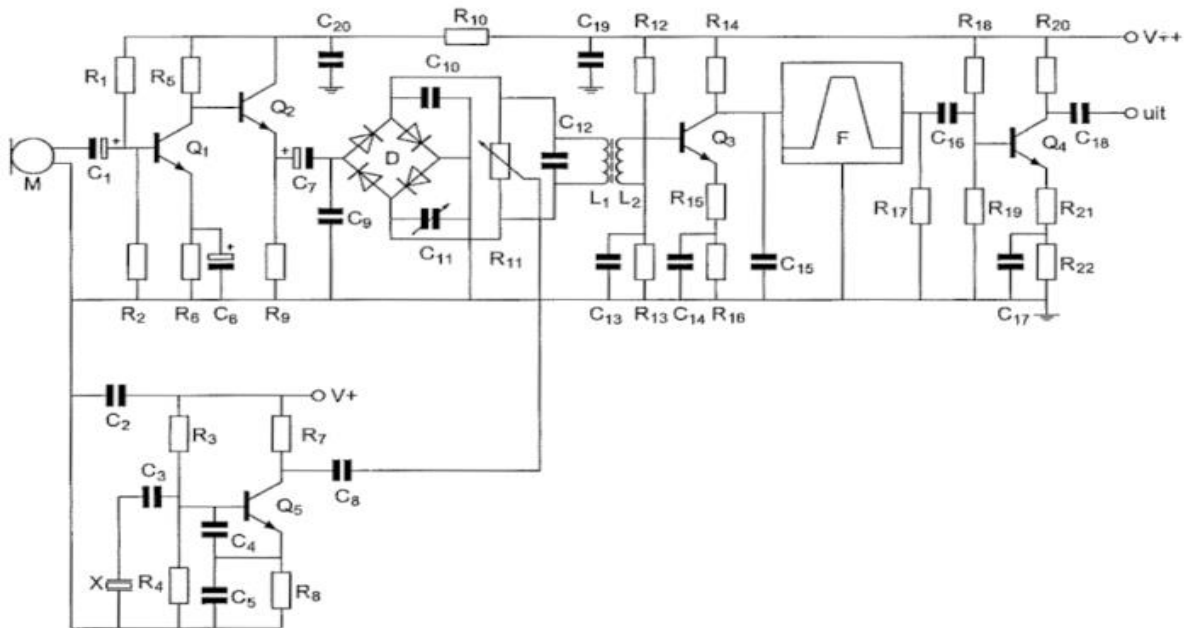 C20 R10 C19 R12 R14 R18 R20 V++
R1 R5 C10
Q2 C12 Q3 F C16 Q4 C18 uit
M C1 Q1 C7 D
C9 L1 L2 R15 R17 R19 R21
C11 R11 C15 R22
R2 R6 C6 R9 C13 R13 C14 R16 C17
C2 V+
R3 R7
C3 Q5 C8
C4
X R4 C5 R8